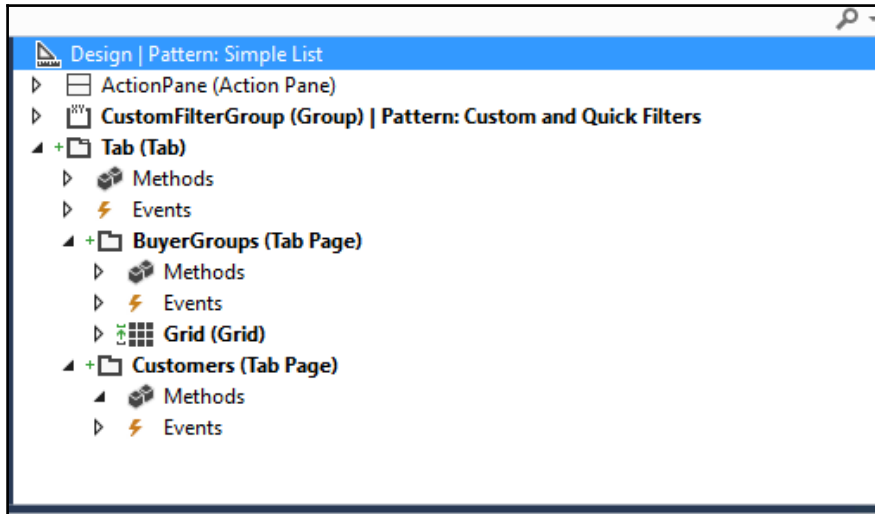 Design | Pattern: Simple List
ActionPane (Action Pane)
CustomFilterGroup (Group) | Pattern: Custom and Quick Filters
Tab (Tab)
Methods
Events
BuyerGroups (Tab Page)
Methods
Events
Grid (Grid)
Customers (Tab Page)
Methods
Events